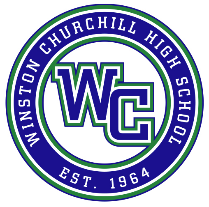 WINSTON CHURCHILL HIGH SCHOOL
WC
EST. 1964